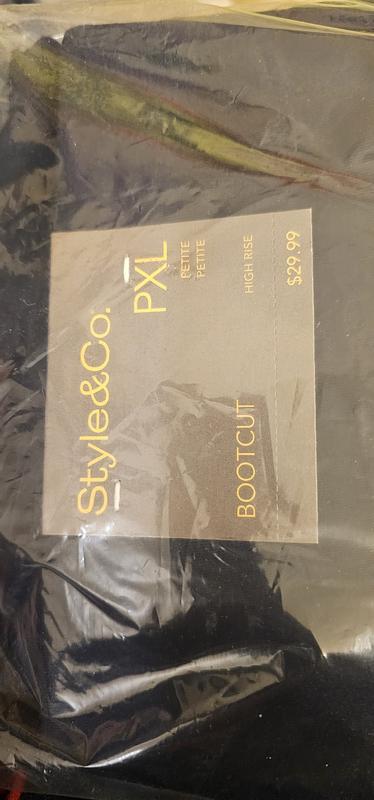 Style&Co.
PXL
PETITE
PETITE
BOOTCUT
HIGH RISE
$29.99